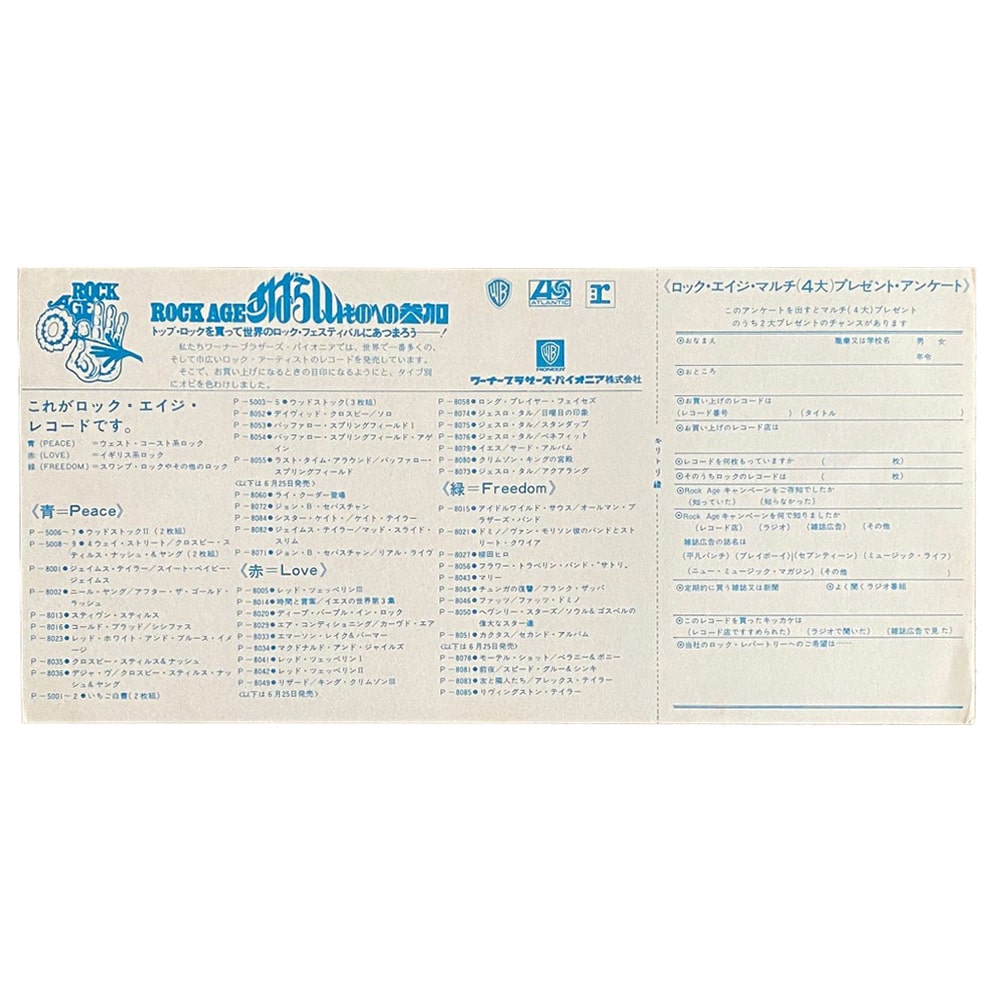 ROCK AGE
ROCK AGEすばらしいその日への参加
トップ・ロックを買って世界のロック・フェスティバルにあつまろう——!
私たちワーナーブラザーズ・パイオニアでは、世界で一番多くの、
そして巾広いロック・アーティストのレコードを発売しています。
そこで、お買い上げになるときの目印になるようにと、タイプ別
にオビを色わけしました。
WB
ATLANTIC
r
WB
PIONEER
ワーナーブラザース・パイオニア株式会社
これがロック・エイジ・
レコードです。
青(PEACE)=ウェスト・コースト系ロック
赤(LOVE)=イギリス系ロック
緑(FREEDOM)=スワンプ・ロックやその他のロック
《青=Peace》
P-5006~7●ウッドストックII(2枚組)
P-5008~9●4ウェイ・ストリート/クロスビー・ス
ティルス・ナッシュ・&ヤング(2枚組)
P-8001●ジェイムス・テイラー/スイート・ベイビー・
ジェイムス
P-8002●ニール・ヤング/アフター・ザ・ゴールド・
ラッシュ
P-8013●スティヴン・スティルス
P-8016●コールド・ブラッド/シシファス
P-8023●レッド・ホワイト・アンド・ブルース・イメ
ージ
P-8035●クロスビー・スティルス&ナッシュ
P-8036●デジャ・ヴ/クロスビー・スティルス・ナッ
シュ&ヤング
P-5001~2●いちご白書(2枚組)
P-5003~5●ウッドストック(3枚組)
P-8052●デイヴィッド・クロスビー/ソロ
P-8053●バッファロー・スプリングフィールドI
P-8054●バッファロー・スプリングフィールド・アゲ
イン
P-8055●ラスト・タイム・アラウンド/バッファロー・
スプリングフィールド
《以下は6月25日発売》
P-8060●ライ・クーダー登場
P-8072●ジョン・B・セバスチャン
P-8084●シスター・ケイト/ケイト・テイラー
P-8082●ジェイムス・テイラー/マッド・スライド・
スリム
P-8071●ジョン・B・セバスチャン/リアル・ライヴ
《赤=Love》
P-8005●レッド・ツェッペリンIII
P-8014●時間と言葉/イエスの世界第3集
P-8020●ディープ・パープル・イン・ロック
P-8029●エア・コンディショニング/カーヴド・エア
P-8033●エマーソン・レイク&パーマー
P-8034●マクドナルド・アンド・ジャイルズ
P-8041●レッド・ツェッペリンI
P-8042●レッド・ツェッペリンII
P-8049●リザード/キング・クリムゾンIII
《以下は6月25日発売》
P-8058●ロング・プレイヤー・フェイセズ
P-8074●ジェスロ・タル/日曜日の印象
P-8075●ジェスロ・タル/スタンダップ
P-8076●ジェスロ・タル/ベネフィット
P-8079●イエス/サード・アルバム
P-8080●クリムゾン・キングの宮殿
P-8073●ジェスロ・タル/アクアラング
《緑=Freedom》
P-8015●アイドルワイルド・サウス/オールマン・ブ
ラザーズ・バンド
P-8021●ドミノ/ヴァン・モリソン彼のバンドとスト
リート・クワイア
P-8027●柳田ヒロ
P-8056●フラワー・トラベリン・バンド・"サトリ"
P-8043●マリー
P-8045●チュンガの復讐/フランク・ザッパ
P-8046●ファッツ/ファッツ・ドミノ
P-8050●ヘヴンリー・スターズ/ソウル&ゴスペルの
偉大なスター達
P-8051●カクタス/セカンド・アルバム
《以下は6月25日発売》
P-8078●モーテル・ショット/デラニー&ボニー
P-8081●前夜/スピード・グルー&シンキ
P-8083●友と隣人たち/アレックス・テイラー
P-8085●リヴィングストン・テイラー
キリトリ線
《ロック・エイジ・マルチ(4大)プレゼント・アンケート》
このアンケートを出すとマルチ(4大)プレゼント
のうち2大プレゼントのチャンスがあります
⊙おなまえ 職業又は学校名 男 女
年令
⊙おところ
⊙お買い上げのレコードは
(レコード番号 )(タイトル )
⊙お買い上げのレコード店は
⊙レコードを何枚もっていますか ( 枚)
⊙そのうちロックのレコードは ( 枚)
⊙Rock Ageキャンペーンをご存知でしたか
(知っていた) (知らなかった)
⊙Rock Ageキャンペーンを何で知りましたか
(レコード店) (ラジオ) (雑誌広告) (その他
雑誌広告の誌名は
(平凡パンチ)(プレイボーイ)(セブンティーン)(ミュージック・ライフ)
(ニュー・ミュージック・マガジン)(その他 )
⊙定期的に買う雑誌又は新聞 ⊙よく聞くラジオ番組
⊙このレコードを買ったキッカケは
(レコード店ですすめられた) (ラジオで聞いた) (雑誌広告で見た)
⊙当社のロック・レパートリーへのご希望は——